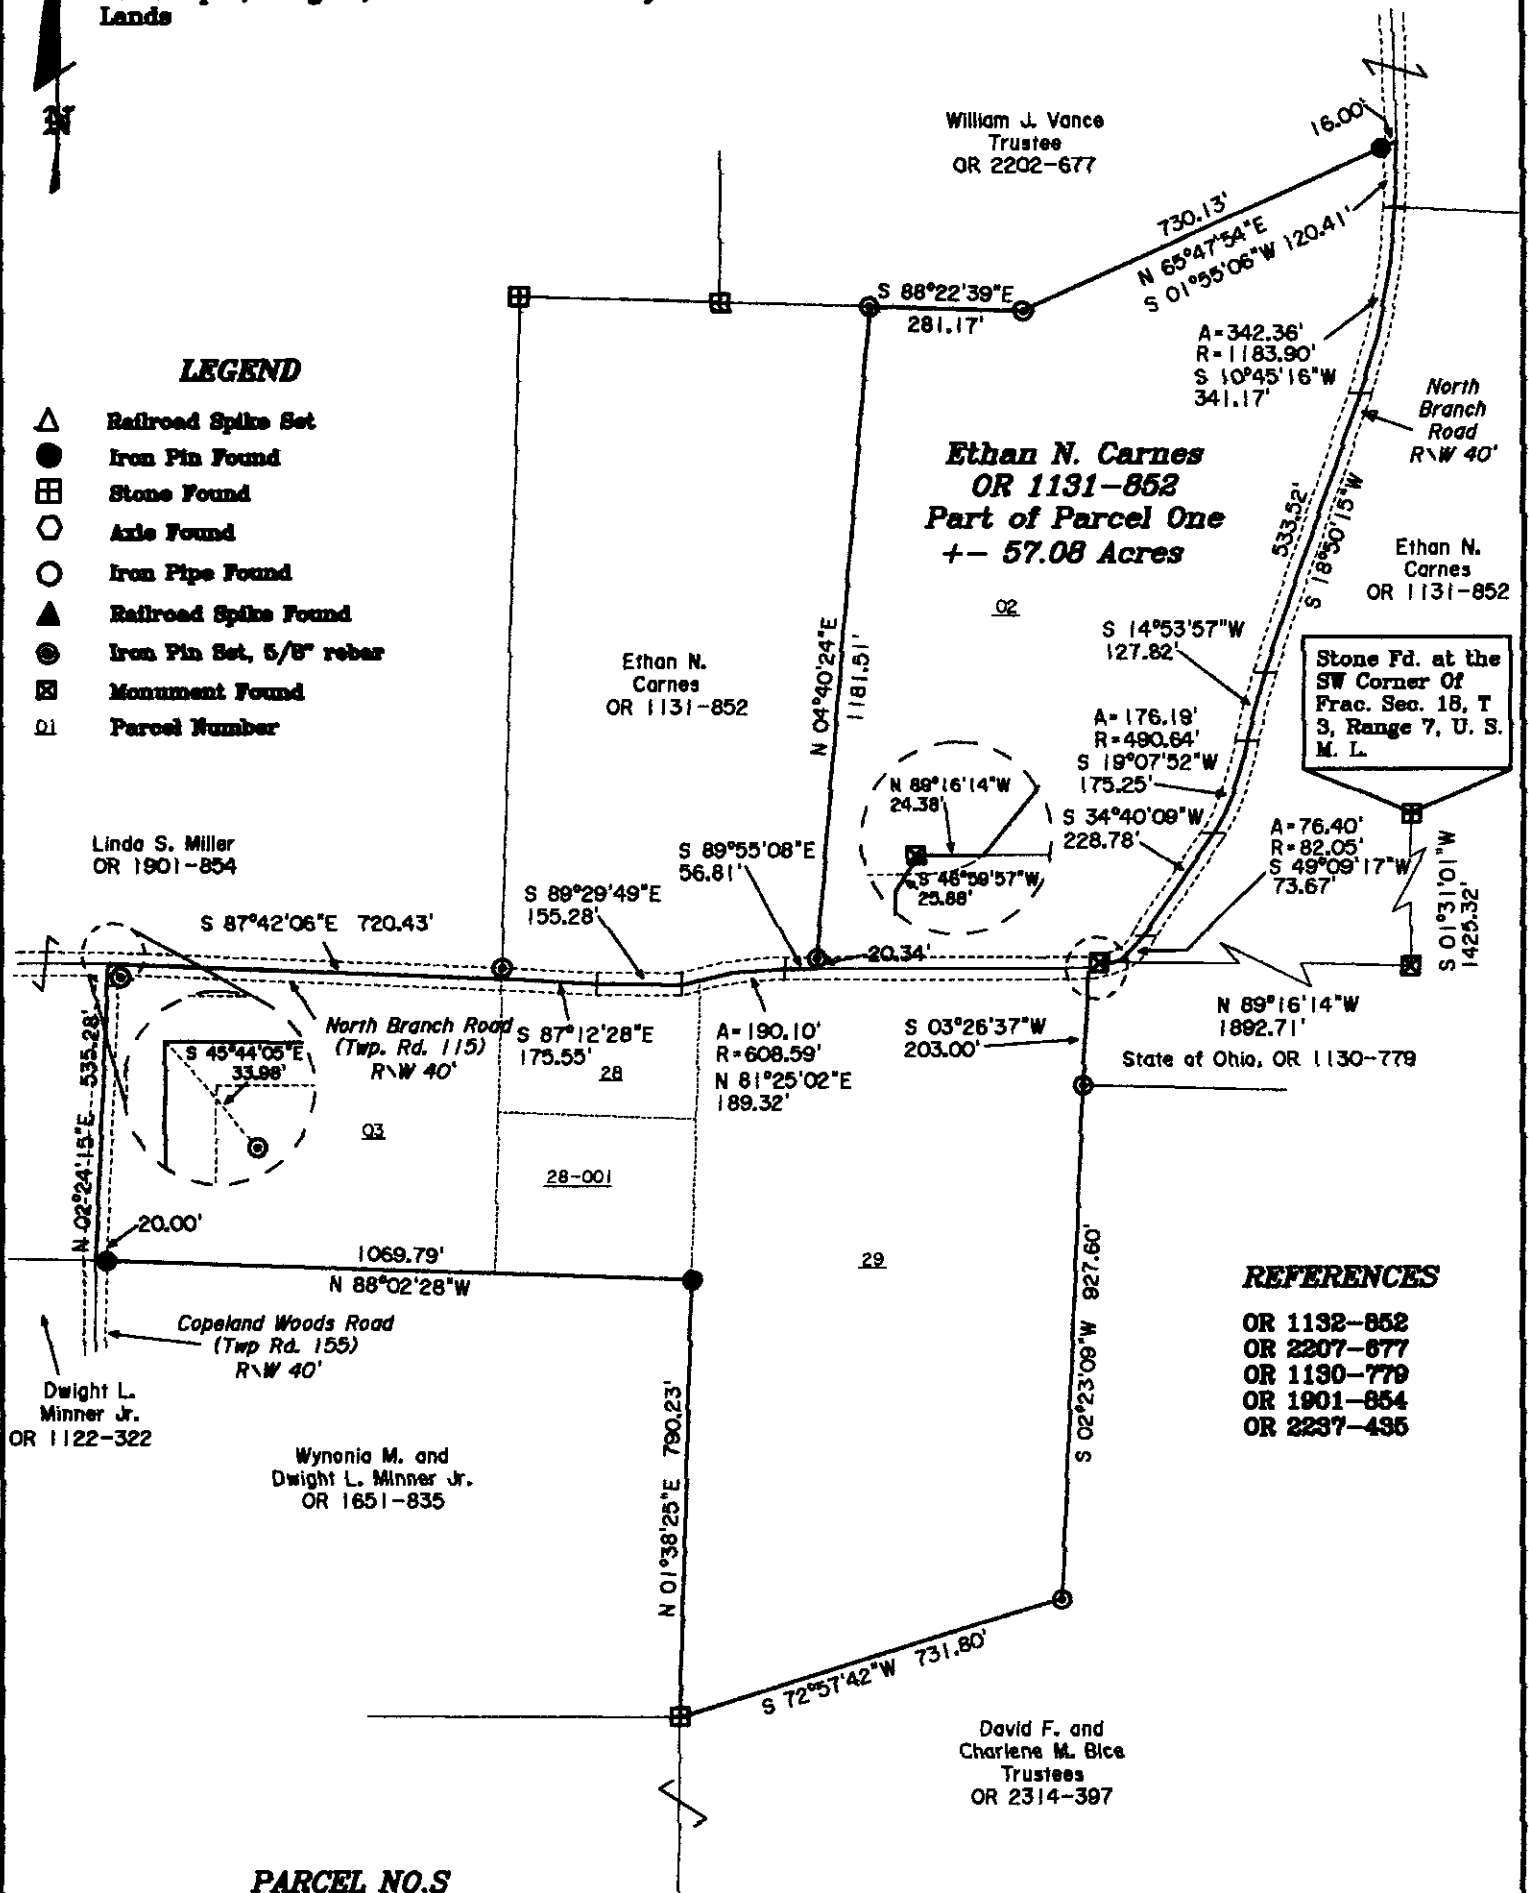 Lands
N
William J. Vance
Trustee
OR 2202-677
16.00'
730.13'
N 65°47'54"E
S 01°55'06"W 120.41'
S 88°22'39"E
281.17'
A=342.36'
R=1183.90'
S 10°45'16"W
341.17'
North
Branch
Road
R\W 40'
LEGEND
Railroad Spike Set
Iron Pin Found
Stone Found
Axle Found
Iron Pipe Found
Railroad Spike Found
Iron Pin Set, 5/8" rebar
Monument Found
01 Parcel Number
Ethan N. Carnes
OR 1131-852
Part of Parcel One
+- 57.08 Acres
02
533.52'
S 18°50'15"W
Ethan N.
Carnes
OR 1131-852
S 14°53'57"W
127.82'
Stone Fd. at the
SW Corner Of
Frac. Sec. 18, T
3, Range 7, U. S.
M. L.
Ethan N.
Carnes
OR 1131-852
N 04°40'24"E
1181.51'
A=176.19'
R=490.64'
S 19°07'52"W
175.25'
N 89°16'14"W
24.38'
S 46°59'57"W
25.88'
S 34°40'09"W
228.78'
A=76.40'
R=82.05'
S 49°09'17"W
73.67'
S 01°31'01"W
1425.32'
Linda S. Miller
OR 1901-854
S 89°55'08"E
56.81'
S 89°29'49"E
155.28'
S 87°42'06"E 720.43'
20.34'
N 02°24'15"E 535.28'
North Branch Road
(Twp. Rd. 115)
R\W 40'
S 45°44'05"E
33.98'
S 87°12'28"E
175.55'
28
A=190.10'
R=608.59'
N 81°25'02"E
189.32'
S 03°26'37"W
203.00'
N 89°16'14"W
1892.71'
State of Ohio, OR 1130-779
03
28-001
20.00'
1069.79'
N 88°02'28"W
29
S 02°23'09"W 927.60'
REFERENCES
OR 1132-852
OR 2207-677
OR 1130-779
OR 1901-854
OR 2237-435
Copeland Woods Road
(Twp Rd. 155)
R\W 40'
Dwight L.
Minner Jr.
OR 1122-322
Wynonia M. and
Dwight L. Minner Jr.
OR 1651-835
N 01°38'25"E 790.23'
S 72°57'42"W 731.80'
David F. and
Charlene M. Bice
Trustees
OR 2314-397
PARCEL NO.S